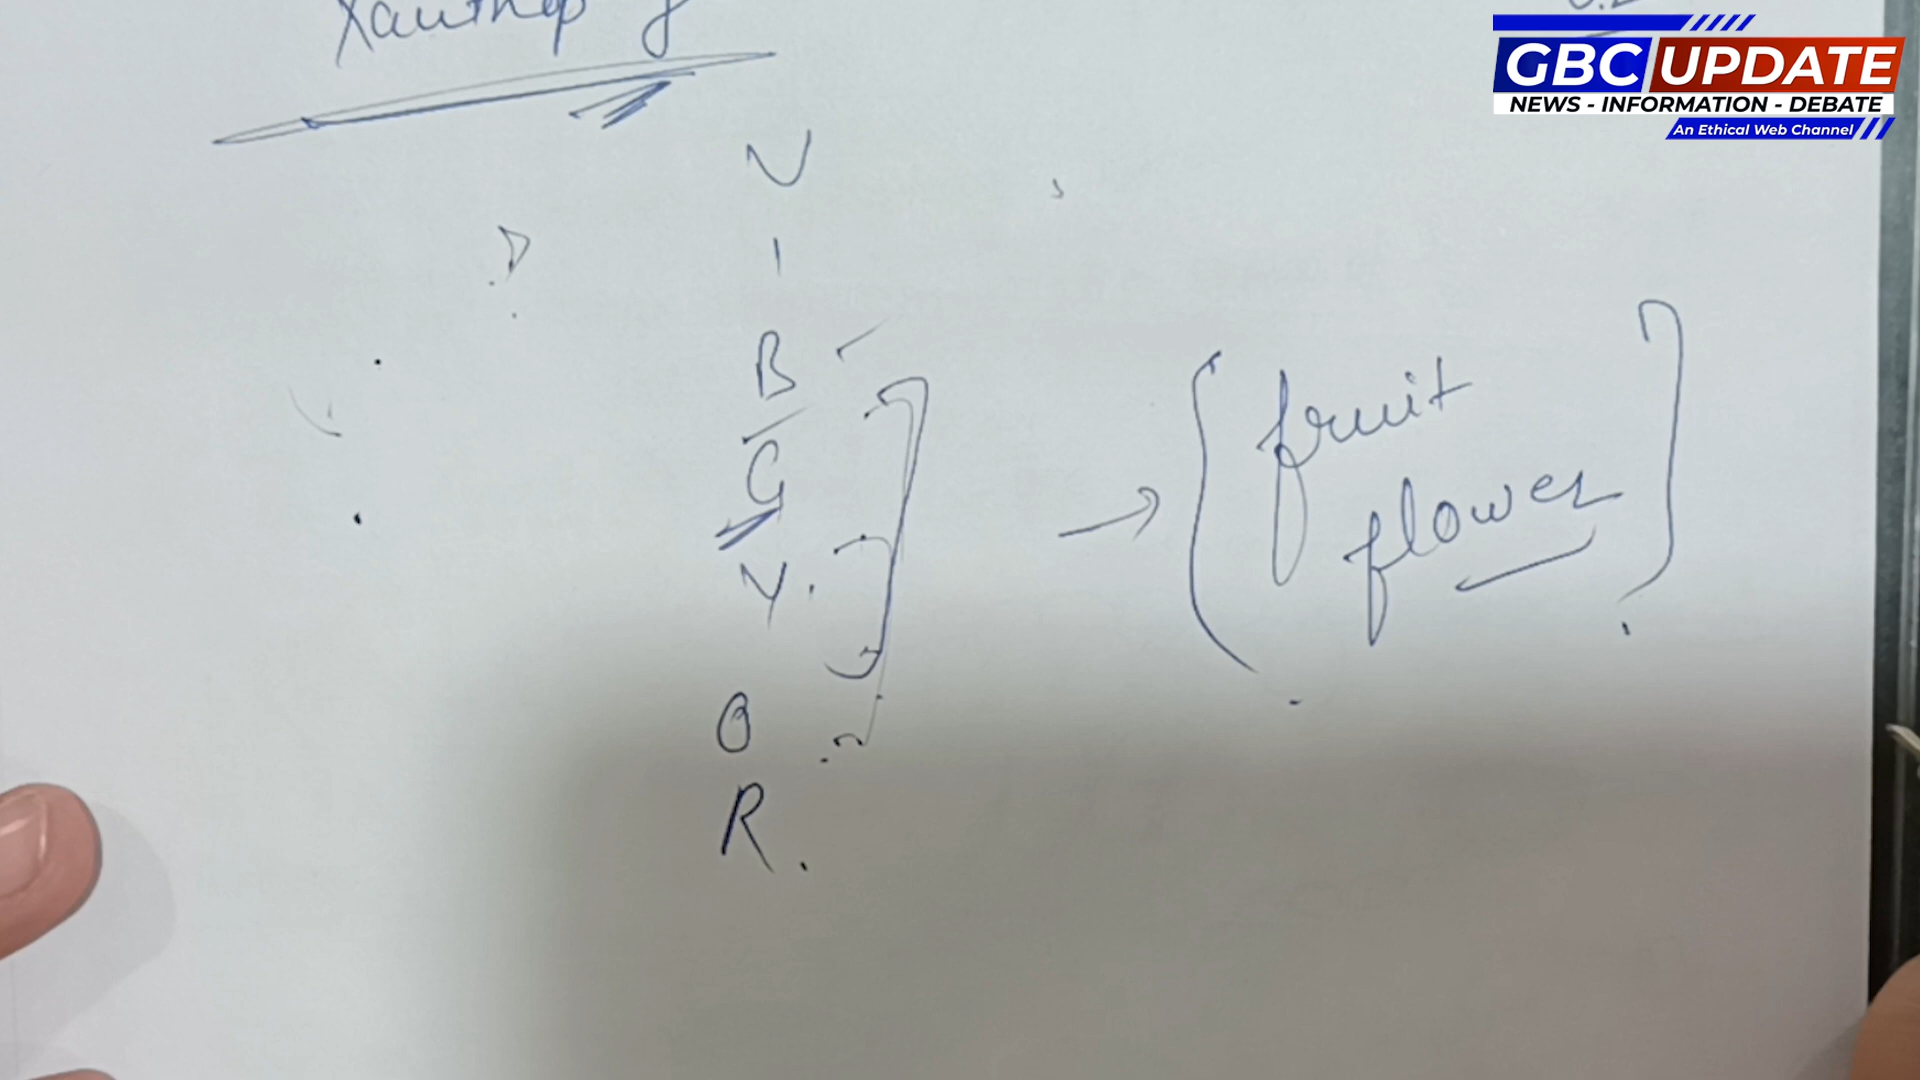 GBC UPDATE
NEWS - INFORMATION - DEBATE
An Ethical Web Channel
V
I
B
G
Y
O
R
fruit
flower